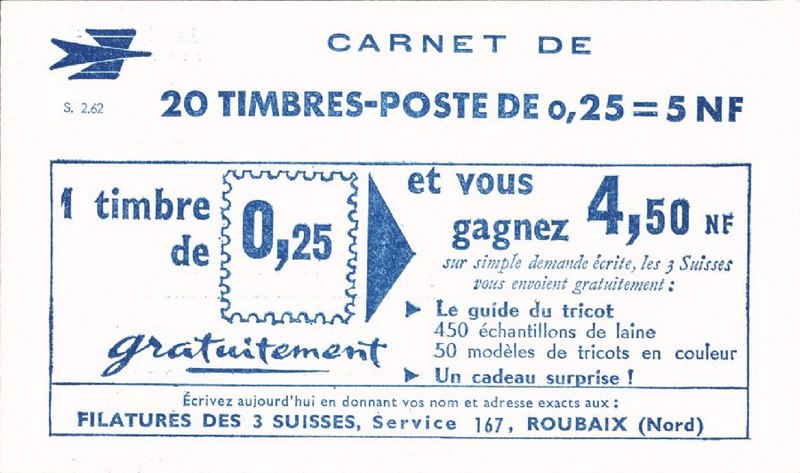 CARNET DE
S. 2.62
20 TIMBRES-POSTE DE 0,25 = 5 NF
1 timbre
de
0,25
gratuitement
et vous
gagnez 4,50 NF
sur simple demande écrite, les 3 Suisses
vous envoient gratuitement :
Le guide du tricot
450 échantillons de laine
50 modèles de tricots en couleur
Un cadeau surprise !
Écrivez aujourd'hui en donnant vos nom et adresse exacts aux :
FILATURES DES 3 SUISSES, Service 167, ROUBAIX (Nord)